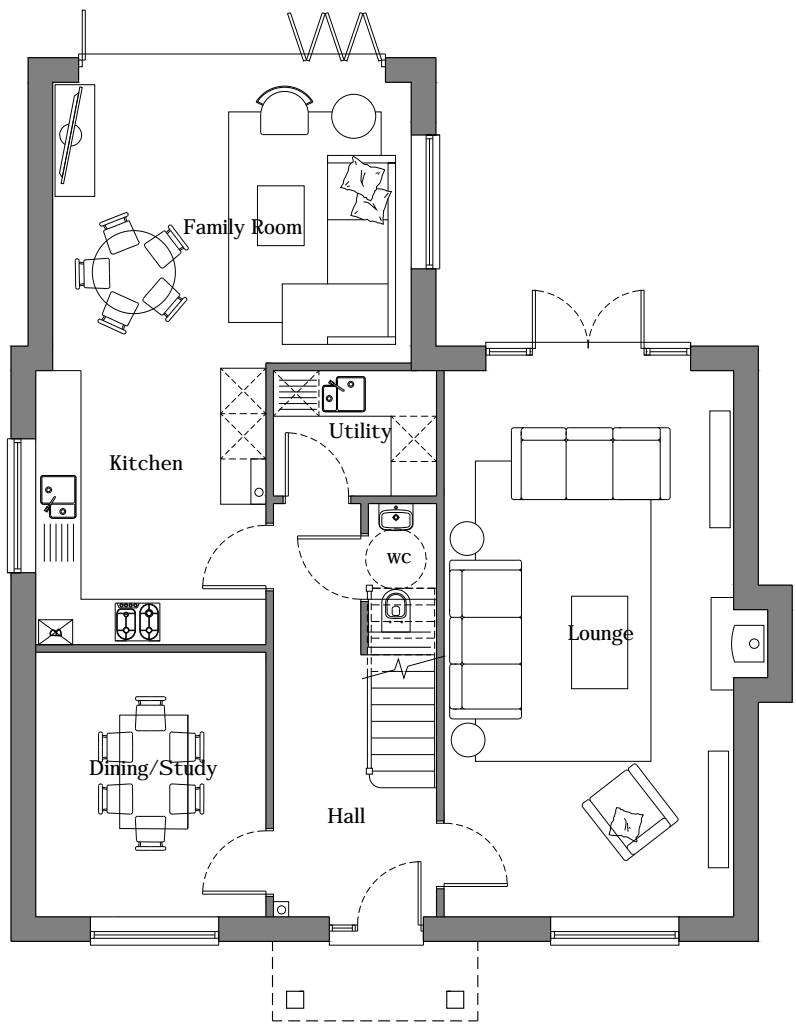 Family Room
Utility
Kitchen
WC
Lounge
Dining/Study
Hall